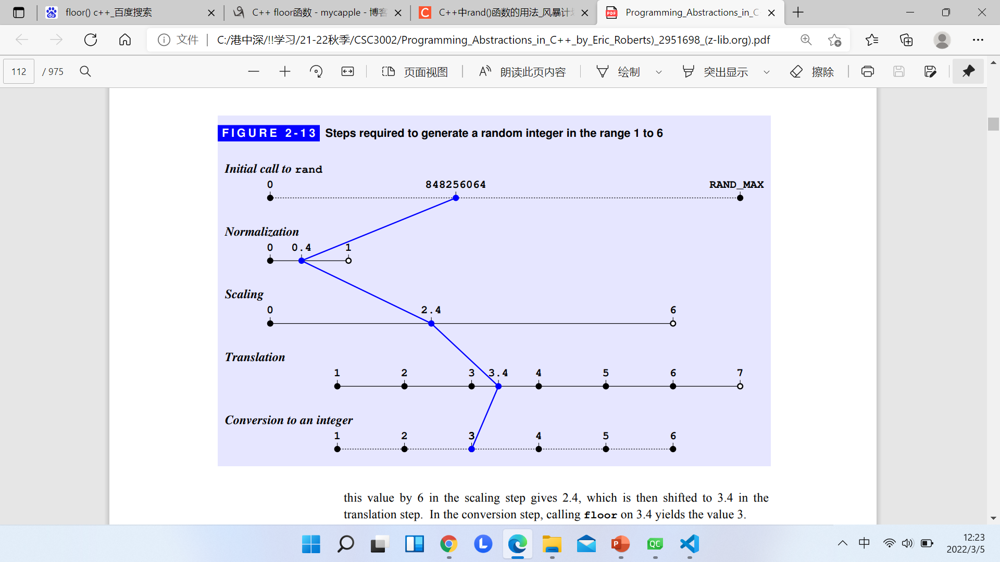 floor() c++_百度搜索
C++ floor函数 - mycapple - 博客
C++中rand()函数的用法_风暴计
Programming_Abstractions_in_C
文件
C:/港中深/!!学习/21-22秋季/CSC3002/Programming_Abstractions_in_C++_by_Eric_Roberts)_2951698_(z-lib.org).pdf
112 / 975 页面视图 朗读此页内容 绘制 突出显示 擦除
FIGURE 2-13 Steps required to generate a random integer in the range 1 to 6
Initial call to rand
0 848256064 RAND_MAX
Normalization
0 0.4 1
Scaling
0 2.4 6
Translation
1 2 3 3.4 4 5 6 7
Conversion to an integer
1 2 3 4 5 6
this value by 6 in the scaling step gives 2.4, which is then shifted to 3.4 in the
translation step. In the conversion step, calling floor on 3.4 yields the value 3.
中
12:23
2022/3/5